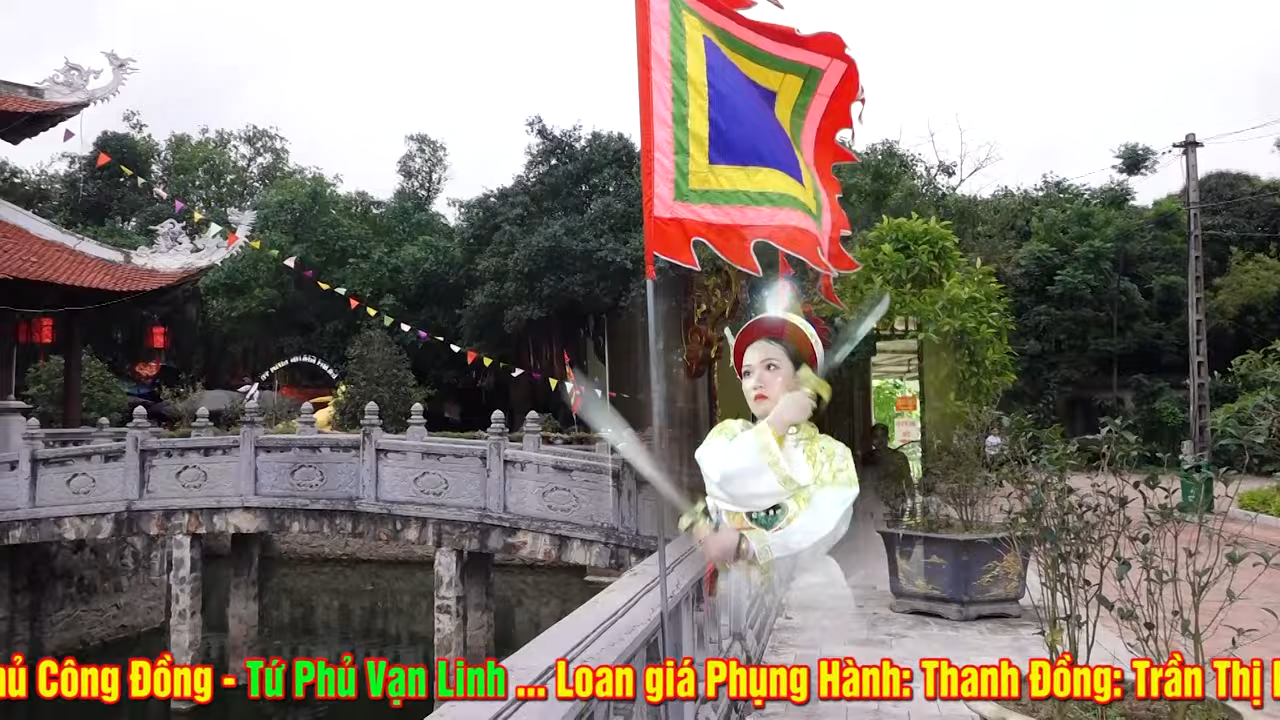 ủ Công Đồng - Tứ Phủ Vạn Linh ... Loan giá Phụng Hành: Thanh Đồng: Trần Thị